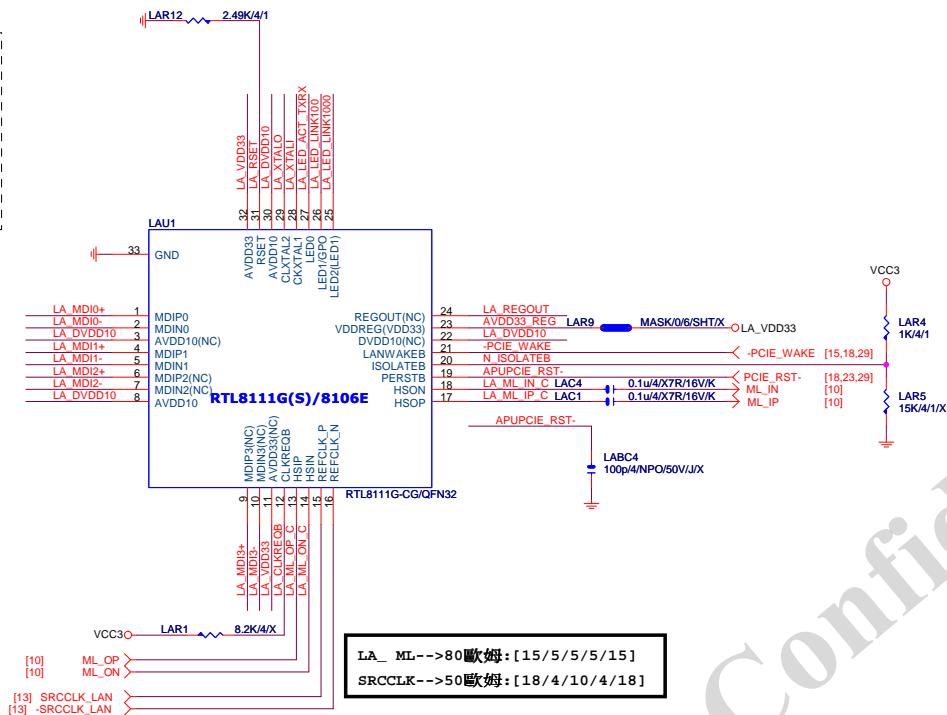 LAR12 2.49K/4/1
LA_VDD33
LA_RSET
LA_DVDD10
LA_XTALO
LA_XTALI
LA_LED_ACT_TXRX
LA_LED_LINK100
LA_LED_LINK1000
32
31
30
29
28
27
26
25
LAU1
AVDD33
RSET
AVDD10
CLXTAL2
CKXTAL1
LED0
LED1/GPO
LED2(LED1)
33 GND
LA_MDI0+ 1 MDIP0
LA_MDI0- 2 MDIN0
LA_DVDD10 3 AVDD10(NC)
LA_MDI1+ 4 MDIP1
LA_MDI1- 5 MDIN1
LA_MDI2+ 6 MDIP2(NC)
LA_MDI2- 7 MDIN2(NC)
LA_DVDD10 8 AVDD10
RTL8111G(S)/8106E
REGOUT(NC) 24 LA_REGOUT
VDDREG(VDD33) 23 AVDD33_REG LAR9 MASK/0/6/SHT/X LA_VDD33
DVDD10(NC) 22 LA_DVDD10
LANWAKEB 21 -PCIE_WAKE -PCIE_WAKE [15,18,29]
ISOLATEB 20 N_ISOLATEB
PERSTB 19 APUPCIE_RST- PCIE_RST- [18,23,29]
HSON 18 LA_ML_IN_C LAC4 0.1u/4/X7R/16V/K ML_IN [10]
HSOP 17 LA_ML_IP_C LAC1 0.1u/4/X7R/16V/K ML_IP [10]
VCC3
LAR4
1K/4/1
LAR5
15K/4/1/X
APUPCIE_RST-
LABC4
100p/4/NPO/50V/J/X
MDIP3(NC)
MDIN3(NC)
AVDD33(NC)
CLKREQB
HSIP
HSIN
REFCLK_P
REFCLK_N
RTL8111G-CG/QFN32
9
10
11
12
13
14
15
16
LA_MDI3+
LA_MDI3-
LA_VDD33
LA_CLKREQB
LA_ML_OP_C
LA_ML_ON_C
VCC3 LAR1 8.2K/4/X
[10] ML_OP
[10] ML_ON
[13] SRCCLK_LAN
[13] -SRCCLK_LAN
LA_ ML-->80歐姆:[15/5/5/5/15]
SRCCLK-->50歐姆:[18/4/10/4/18]